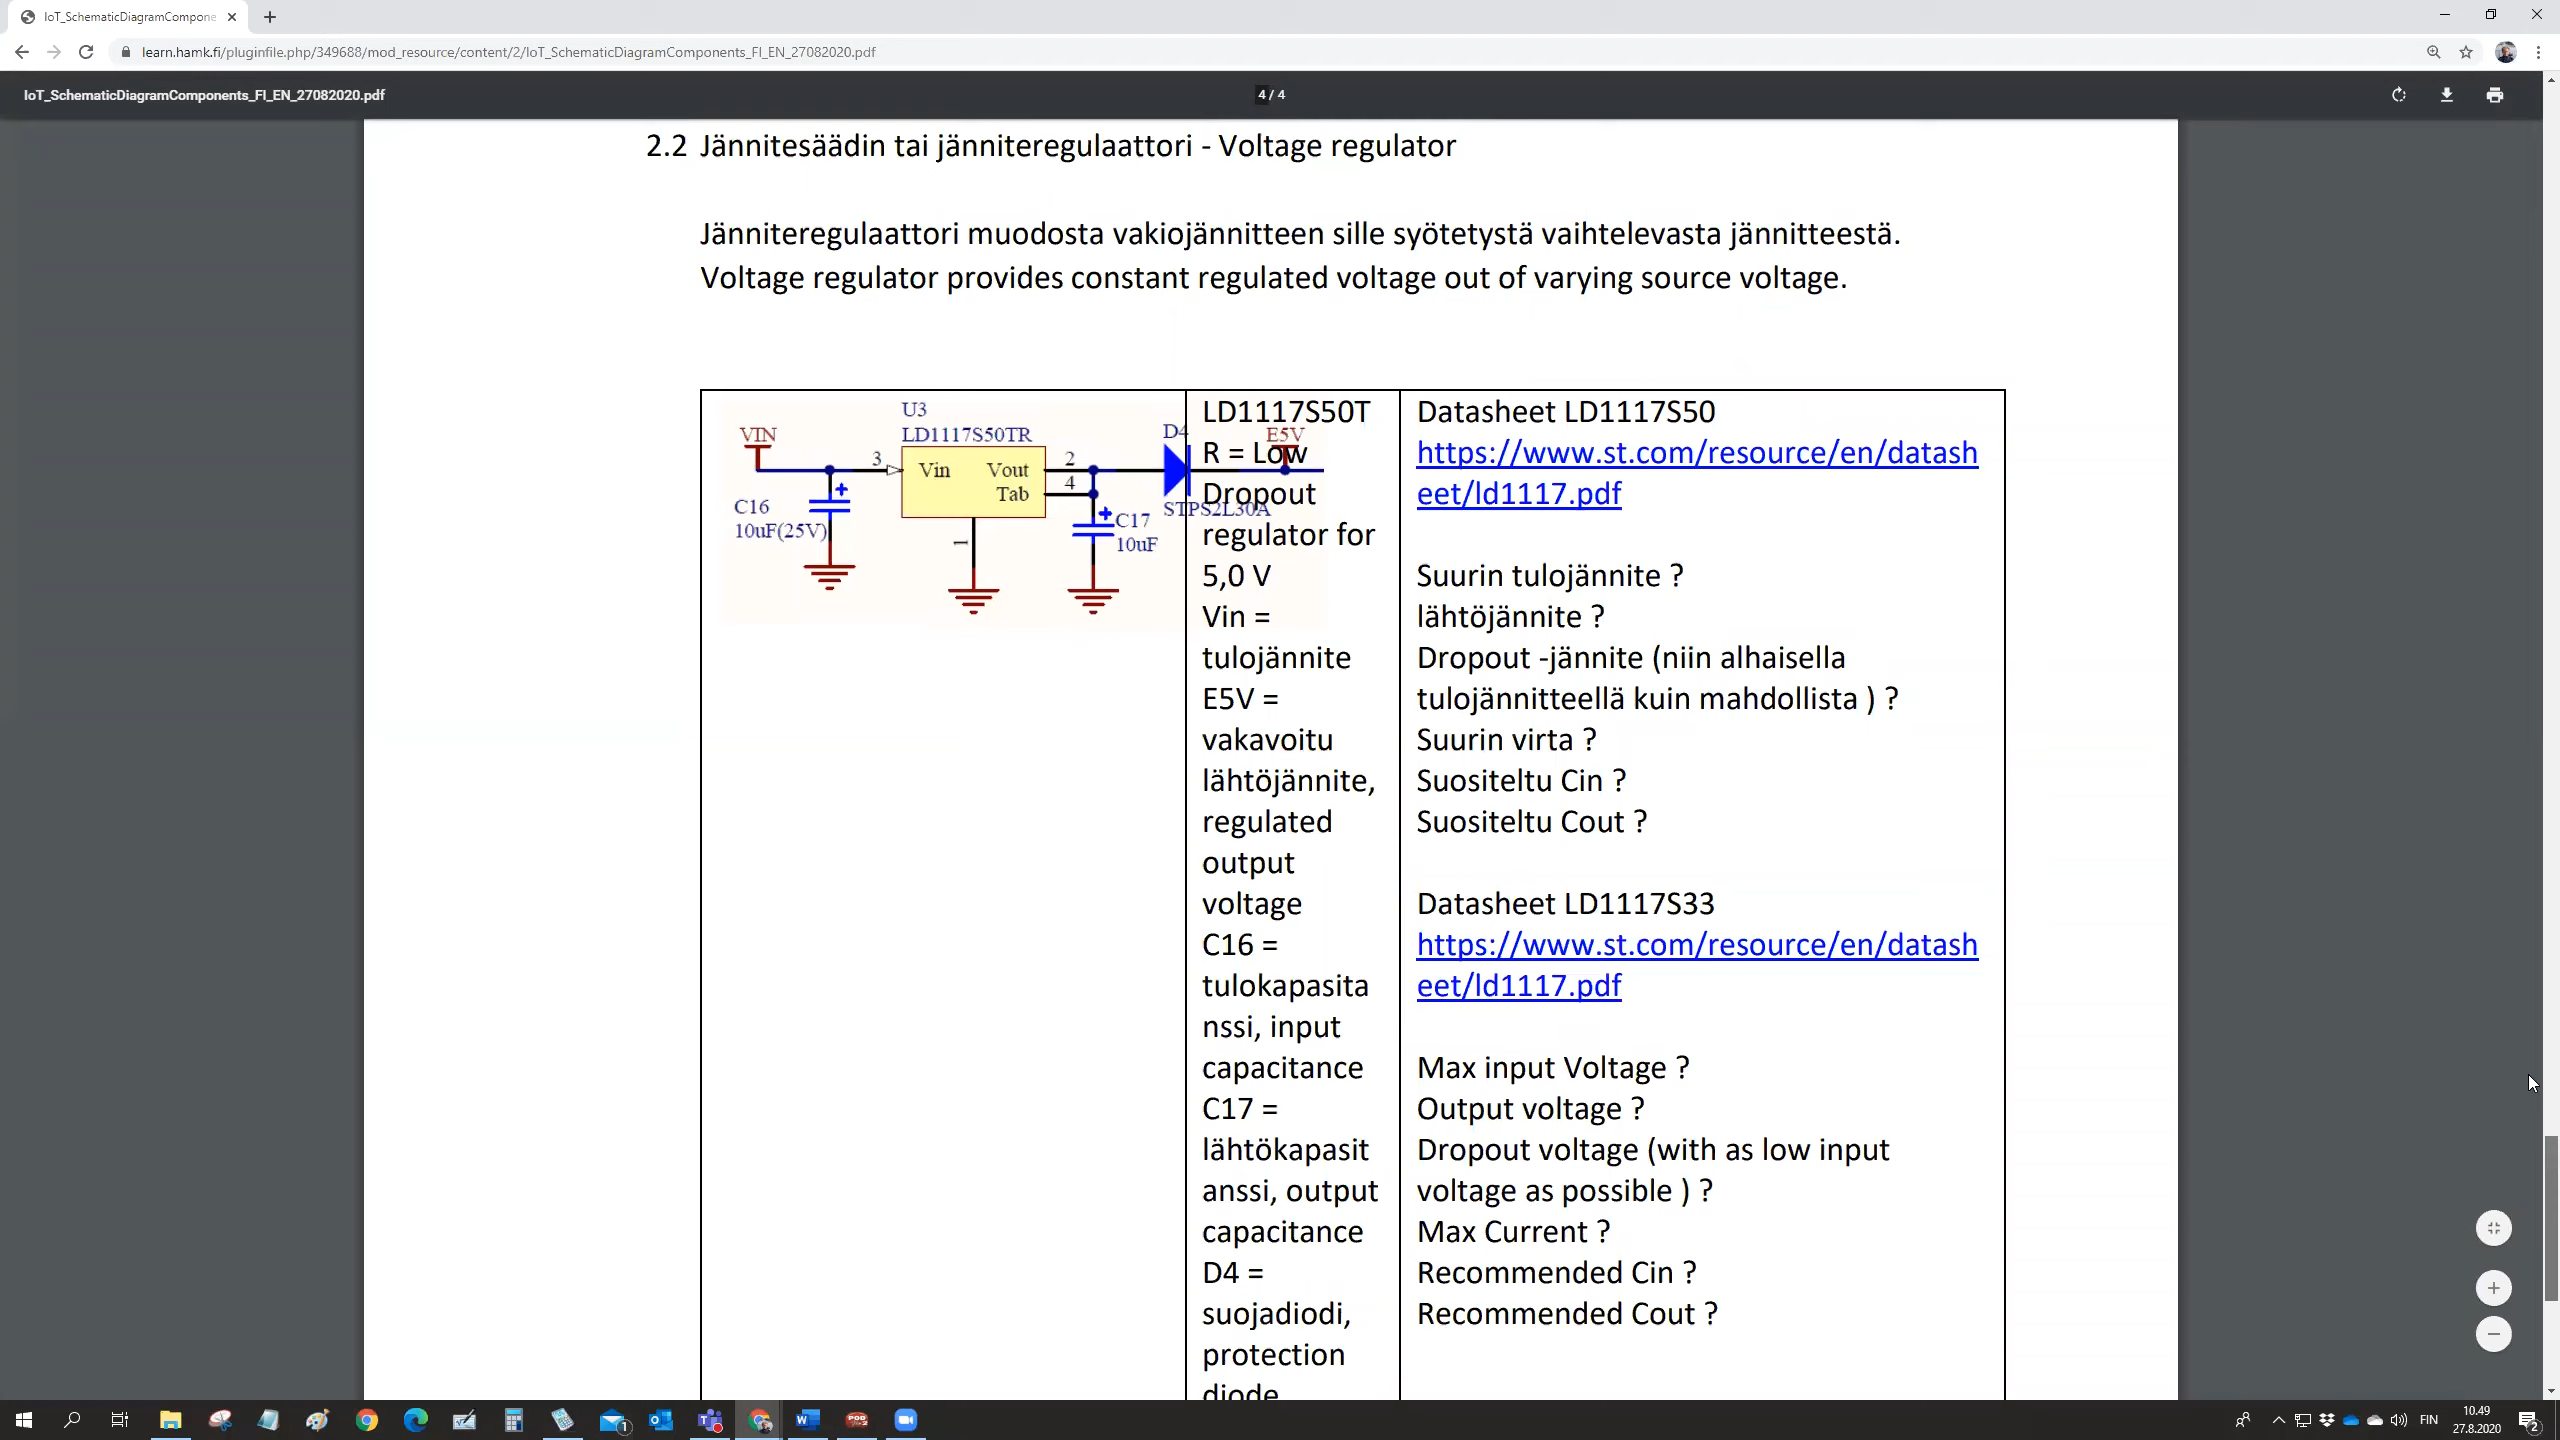 IoT_SchematicDiagramCompone
learn.hamk.fi/pluginfile.php/349688/mod_resource/content/2/IoT_SchematicDiagramComponents_FI_EN_27082020.pdf
IoT_SchematicDiagramComponents_FI_EN_27082020.pdf
4 / 4
2.2 Jännitesäädin tai jänniteregulaattori - Voltage regulator
Jänniteregulaattori muodosta vakiojännitteen sille syötetystä vaihtelevasta jännitteestä.
Voltage regulator provides constant regulated voltage out of varying source voltage.
U3
LD1117S50TR
VIN
3
Vin
Vout
Tab
2
4
1
C16
10uF(25V)
C17
10uF
D4
STPS2L30A
E5V
LD1117S50T
R = Low
Dropout
regulator for
5,0 V
Vin =
tulojännite
E5V =
vakavoitu
lähtöjännite,
regulated
output
voltage
C16 =
tulokapasita
nssi, input
capacitance
C17 =
lähtökapasit
anssi, output
capacitance
D4 =
suojadiodi,
protection
diode
Datasheet LD1117S50
https://www.st.com/resource/en/datash
eet/ld1117.pdf
Suurin tulojännite ?
lähtöjännite ?
Dropout -jännite (niin alhaisella
tulojännitteellä kuin mahdollista ) ?
Suurin virta ?
Suositeltu Cin ?
Suositeltu Cout ?
Datasheet LD1117S33
https://www.st.com/resource/en/datash
eet/ld1117.pdf
Max input Voltage ?
Output voltage ?
Dropout voltage (with as low input
voltage as possible ) ?
Max Current ?
Recommended Cin ?
Recommended Cout ?
FIN
10.49
27.8.2020